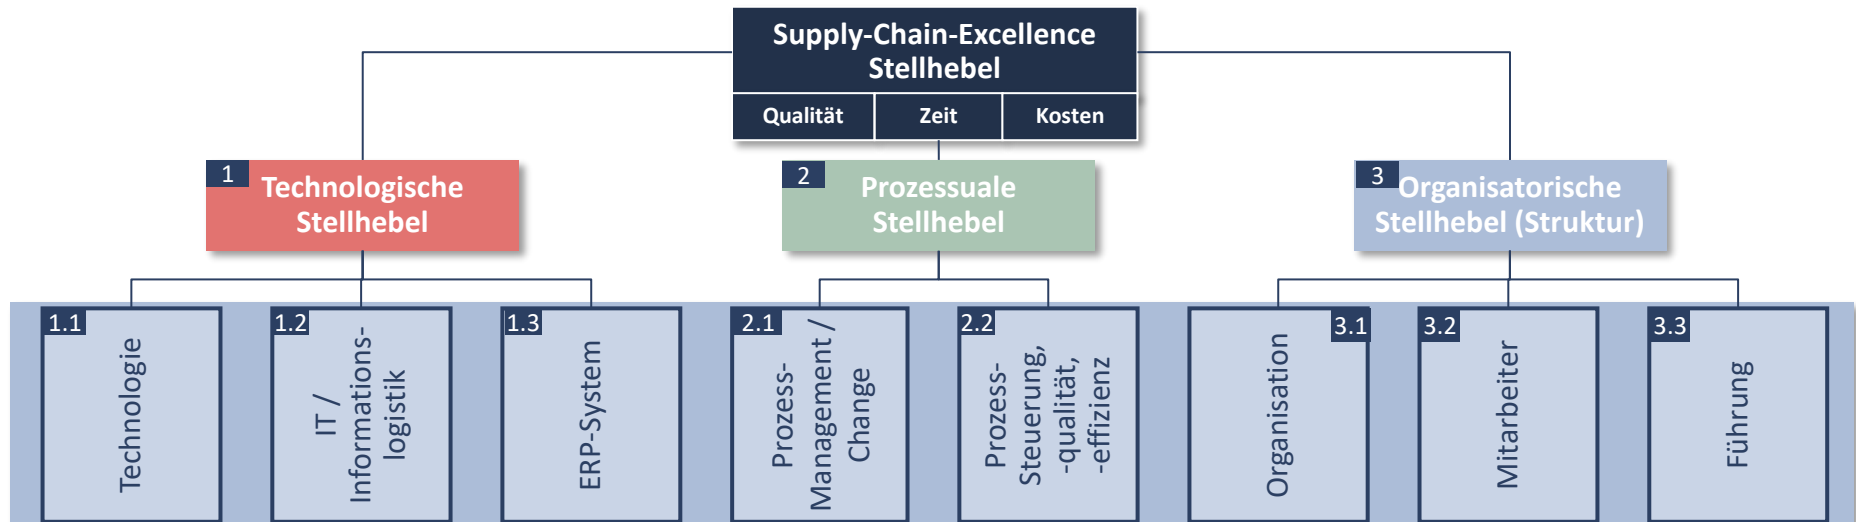 Supply-Chain-Excellence
Stellhebel
Qualität
Zeit
Kosten
1
Technologische
Stellhebel
2
Prozessuale
Stellhebel
3
Organisatorische
Stellhebel (Struktur)
1.1
Technologie
1.2
IT /
Informations-
logistik
1.3
ERP-System
2.1
Prozess-
Management /
Change
2.2
Prozess-
Steuerung,
-qualität,
-effizienz
3.1
Organisation
3.2
Mitarbeiter
3.3
Führung